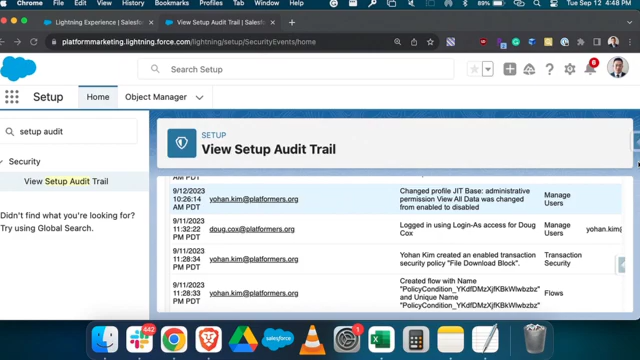 Chrome File Edit View History Bookmarks Profiles Tab Window Help
89% Tue Sep 12 4:48 PM
Lightning Experience | Salesfo
View Setup Audit Trail | Sales
platformmarketing.lightning.force.com/lightning/setup/SecurityEvents/home
89%
Search Setup
6
Setup Home Object Manager
setup audit
Security
View Setup Audit Trail
Didn't find what you're looking for?
Try using Global Search.
SETUP
View Setup Audit Trail
AM PDT
9/12/2023
10:26:14
AM PDT
yohan.kim@platformers.org
Changed profile JIT Base: administrative
permission View All Data was changed
from enabled to disabled
Manage
Users
9/11/2023
11:32:22
PM PDT
doug.cox@platformers.org
Logged in using Login-As access for Doug
Cox
Manage
Users
yohan.kim@
9/11/2023
11:28:34
PM PDT
yohan.kim@platformers.org
Yohan Kim created an enabled transaction
security policy "File Download Block".
Transaction
Security
9/11/2023
11:28:33
PM PDT
yohan.kim@platformers.org
Created flow with Name
"PolicyCondition_YKdfDMzXjfKBkWlwbzbz"
and Unique Name
"PolicyCondition_YKdfDMzXjfKBkWlwbzbz"
Flows
442
1